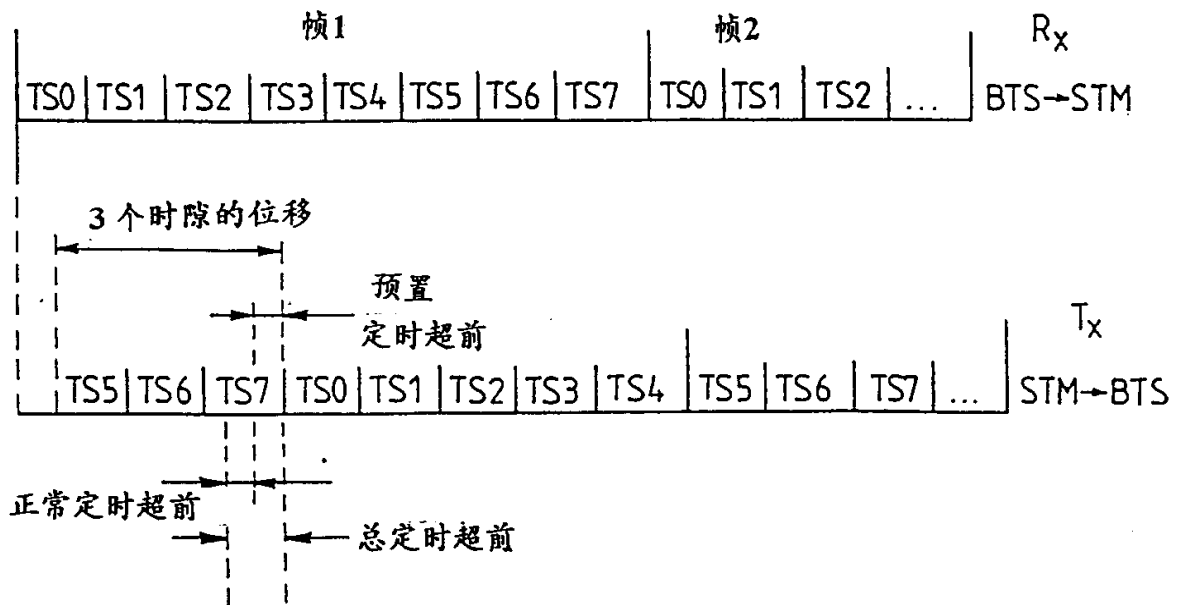 帧1 帧2 Rx
TS0 TS1 TS2 TS3 TS4 TS5 TS6 TS7 TS0 TS1 TS2 ... BTS→STM
3个时隙的位移
预置
定时超前
Tx
TS5 TS6 TS7 TS0 TS1 TS2 TS3 TS4 TS5 TS6 TS7 ... STM→BTS
正常定时超前
总定时超前